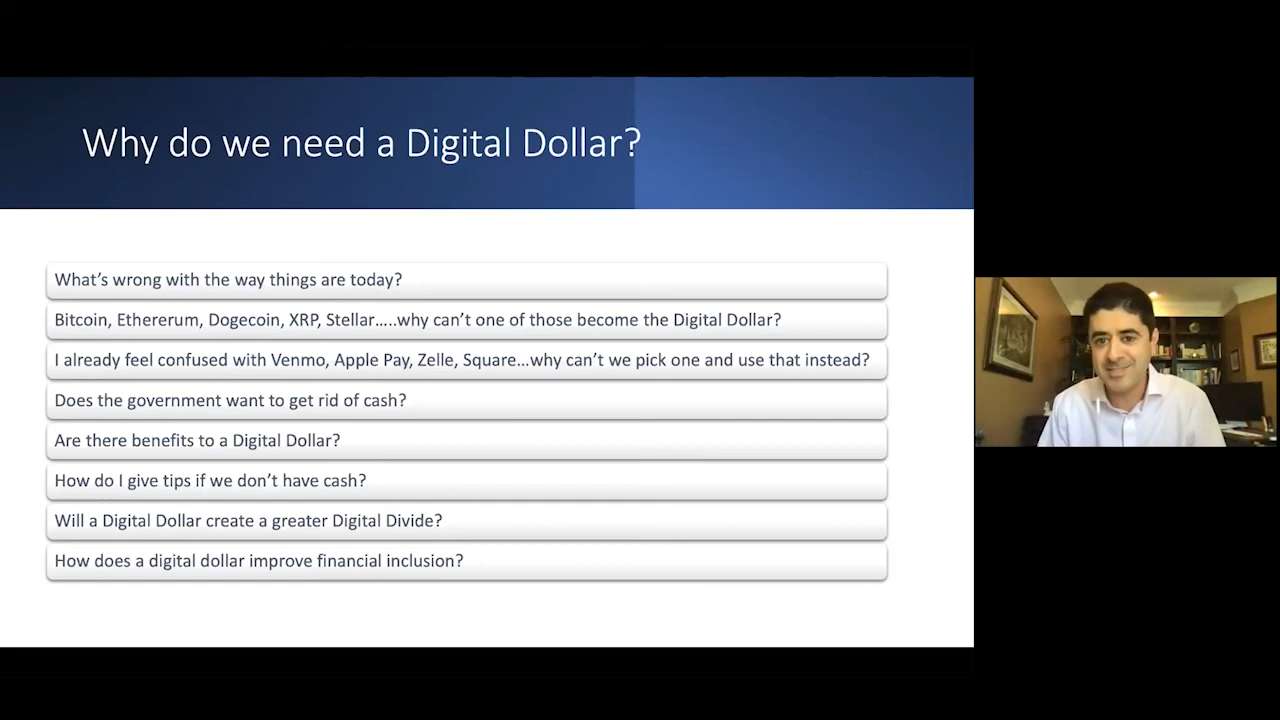 Why do we need a Digital Dollar?
What's wrong with the way things are today?
Bitcoin, Ethererum, Dogecoin, XRP, Stellar.....why can't one of those become the Digital Dollar?
I already feel confused with Venmo, Apple Pay, Zelle, Square...why can't we pick one and use that instead?
Does the government want to get rid of cash?
Are there benefits to a Digital Dollar?
How do I give tips if we don't have cash?
Will a Digital Dollar create a greater Digital Divide?
How does a digital dollar improve financial inclusion?